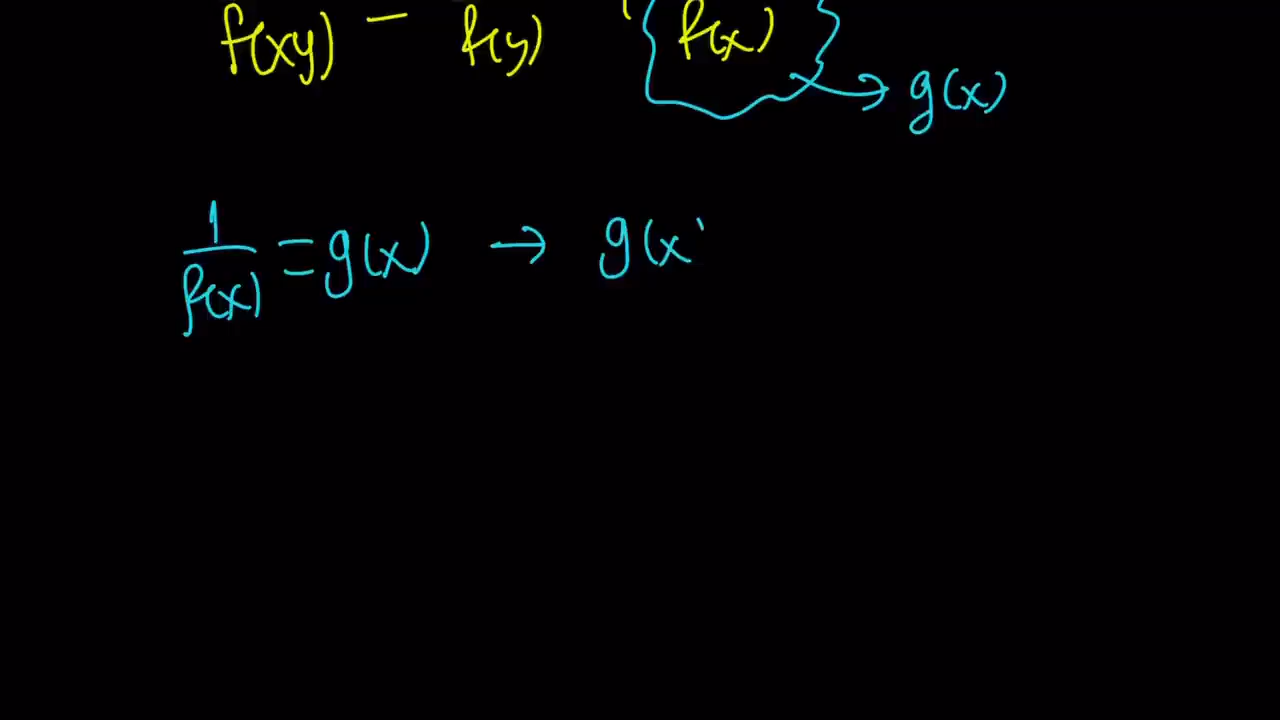 f(xy) = f(y) f(x) → g(x)
1/f(x) = g(x) → g(x